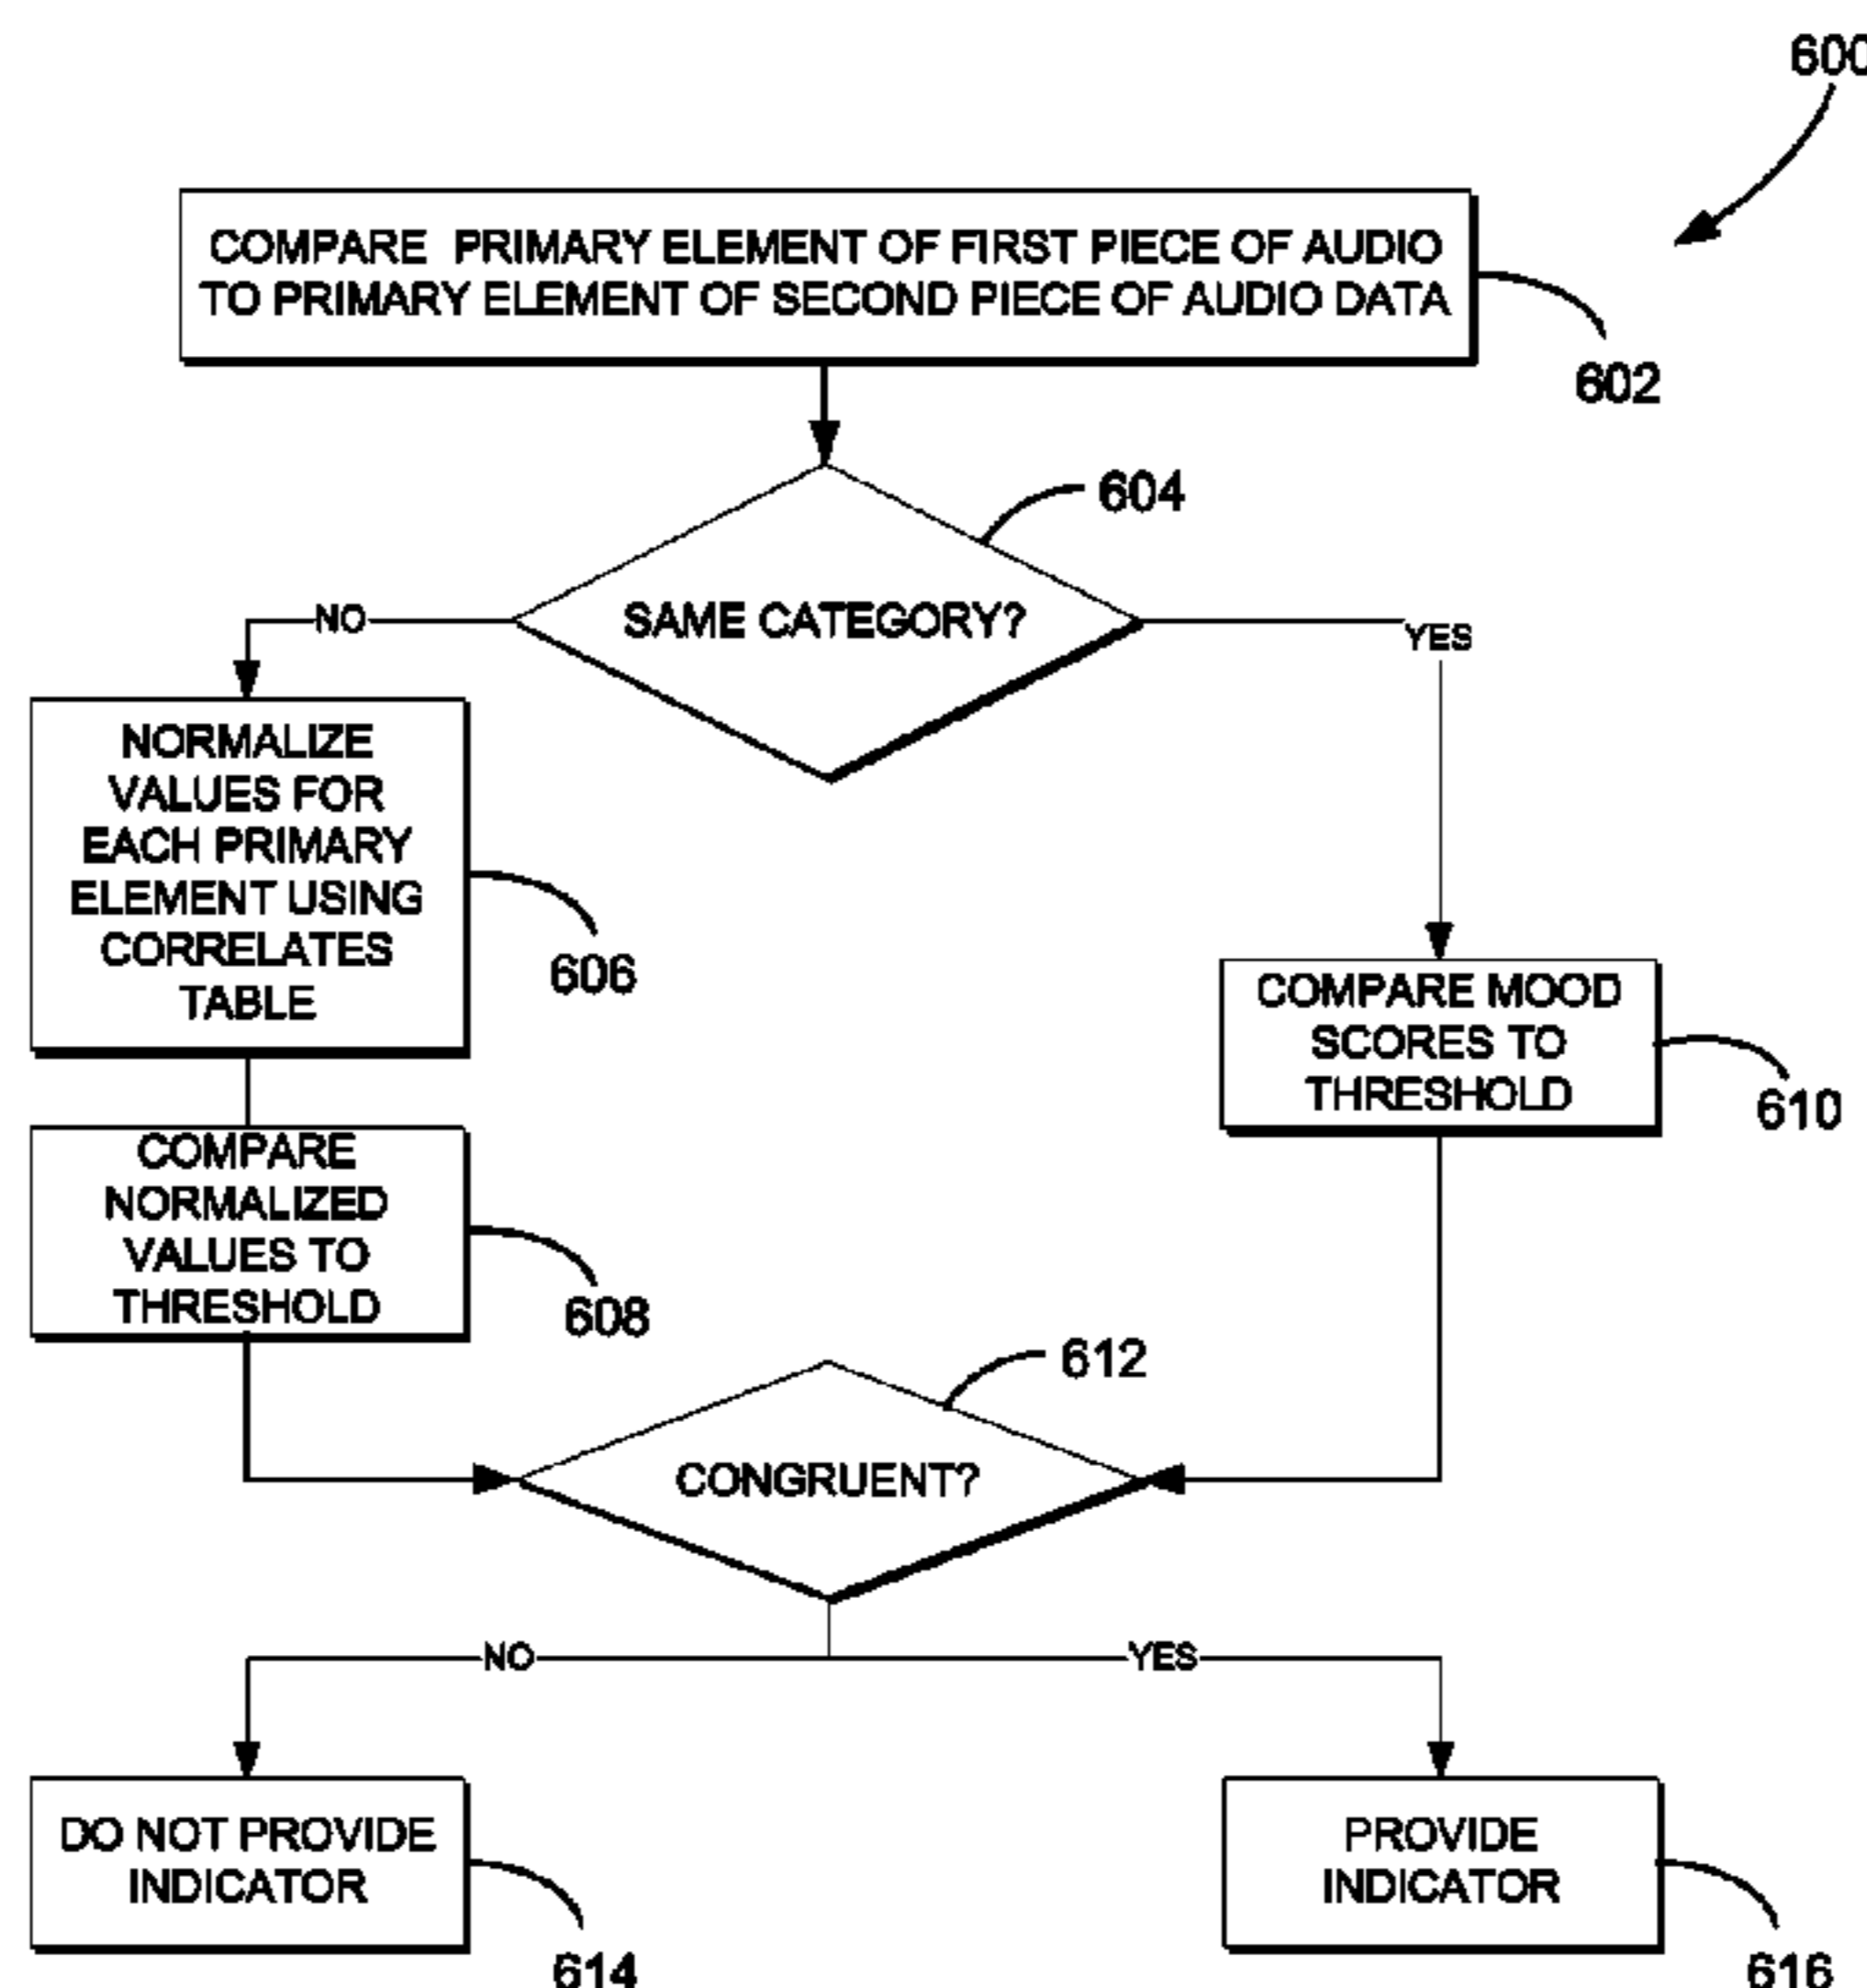 600
COMPARE PRIMARY ELEMENT OF FIRST PIECE OF AUDIO
TO PRIMARY ELEMENT OF SECOND PIECE OF AUDIO DATA
602
604
SAME CATEGORY?
NO
YES
NORMALIZE
VALUES FOR
EACH PRIMARY
ELEMENT USING
CORRELATES
TABLE
606
COMPARE MOOD
SCORES TO
THRESHOLD
610
COMPARE
NORMALIZED
VALUES TO
THRESHOLD
608
612
CONGRUENT?
NO
YES
DO NOT PROVIDE
INDICATOR
614
PROVIDE
INDICATOR
616